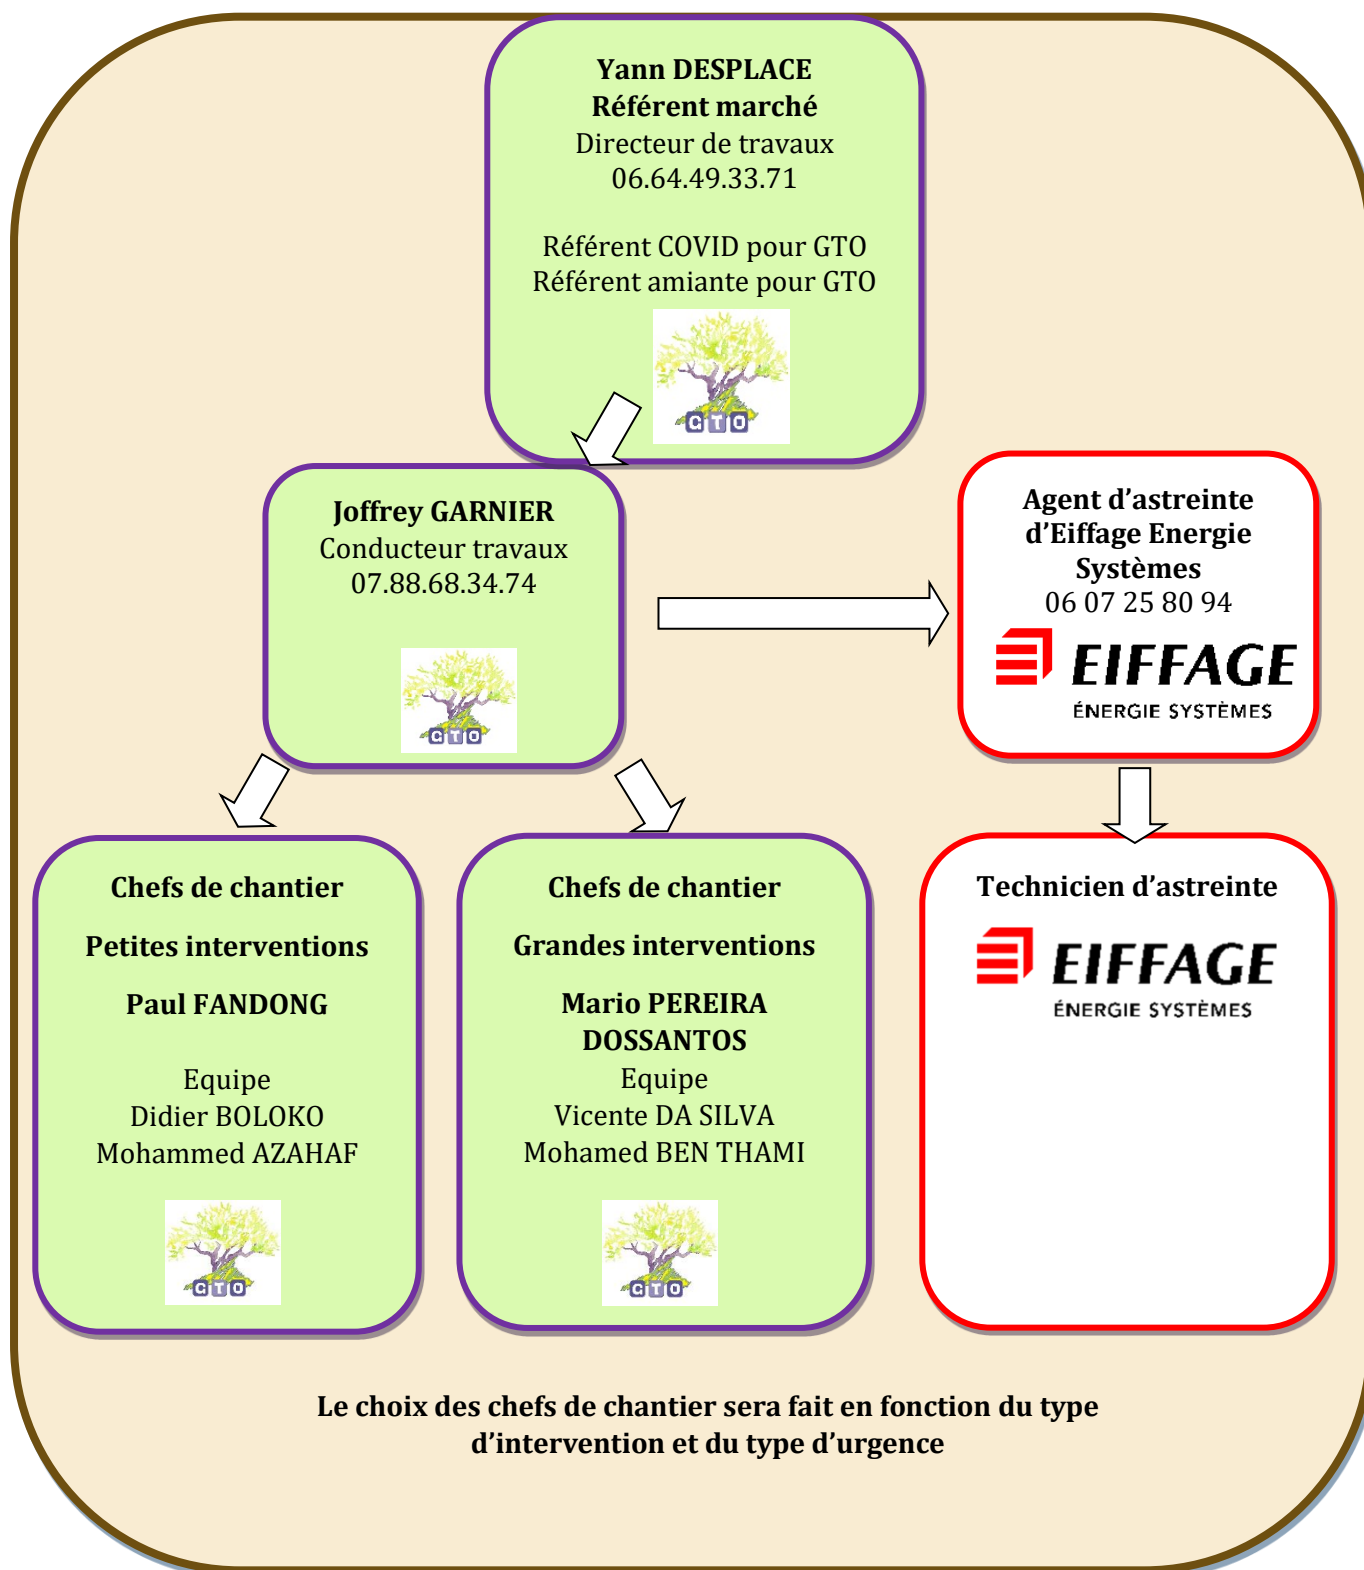 Yann DESPLACE
Référent marché
Directeur de travaux
06.64.49.33.71
Référent COVID pour GTO
Référent amiante pour GTO
GTO
Joffrey GARNIER
Conducteur travaux
07.88.68.34.74
GTO
Agent d’astreinte
d’Eiffage Energie
Systèmes
06 07 25 80 94
EIFFAGE
ÉNERGIE SYSTÈMES
Chefs de chantier
Petites interventions
Paul FANDONG
Equipe
Didier BOLOKO
Mohammed AZAHAF
GTO
Chefs de chantier
Grandes interventions
Mario PEREIRA
DOSSANTOS
Equipe
Vicente DA SILVA
Mohamed BEN THAMI
GTO
Technicien d’astreinte
EIFFAGE
ÉNERGIE SYSTÈMES
Le choix des chefs de chantier sera fait en fonction du type
d’intervention et du type d’urgence